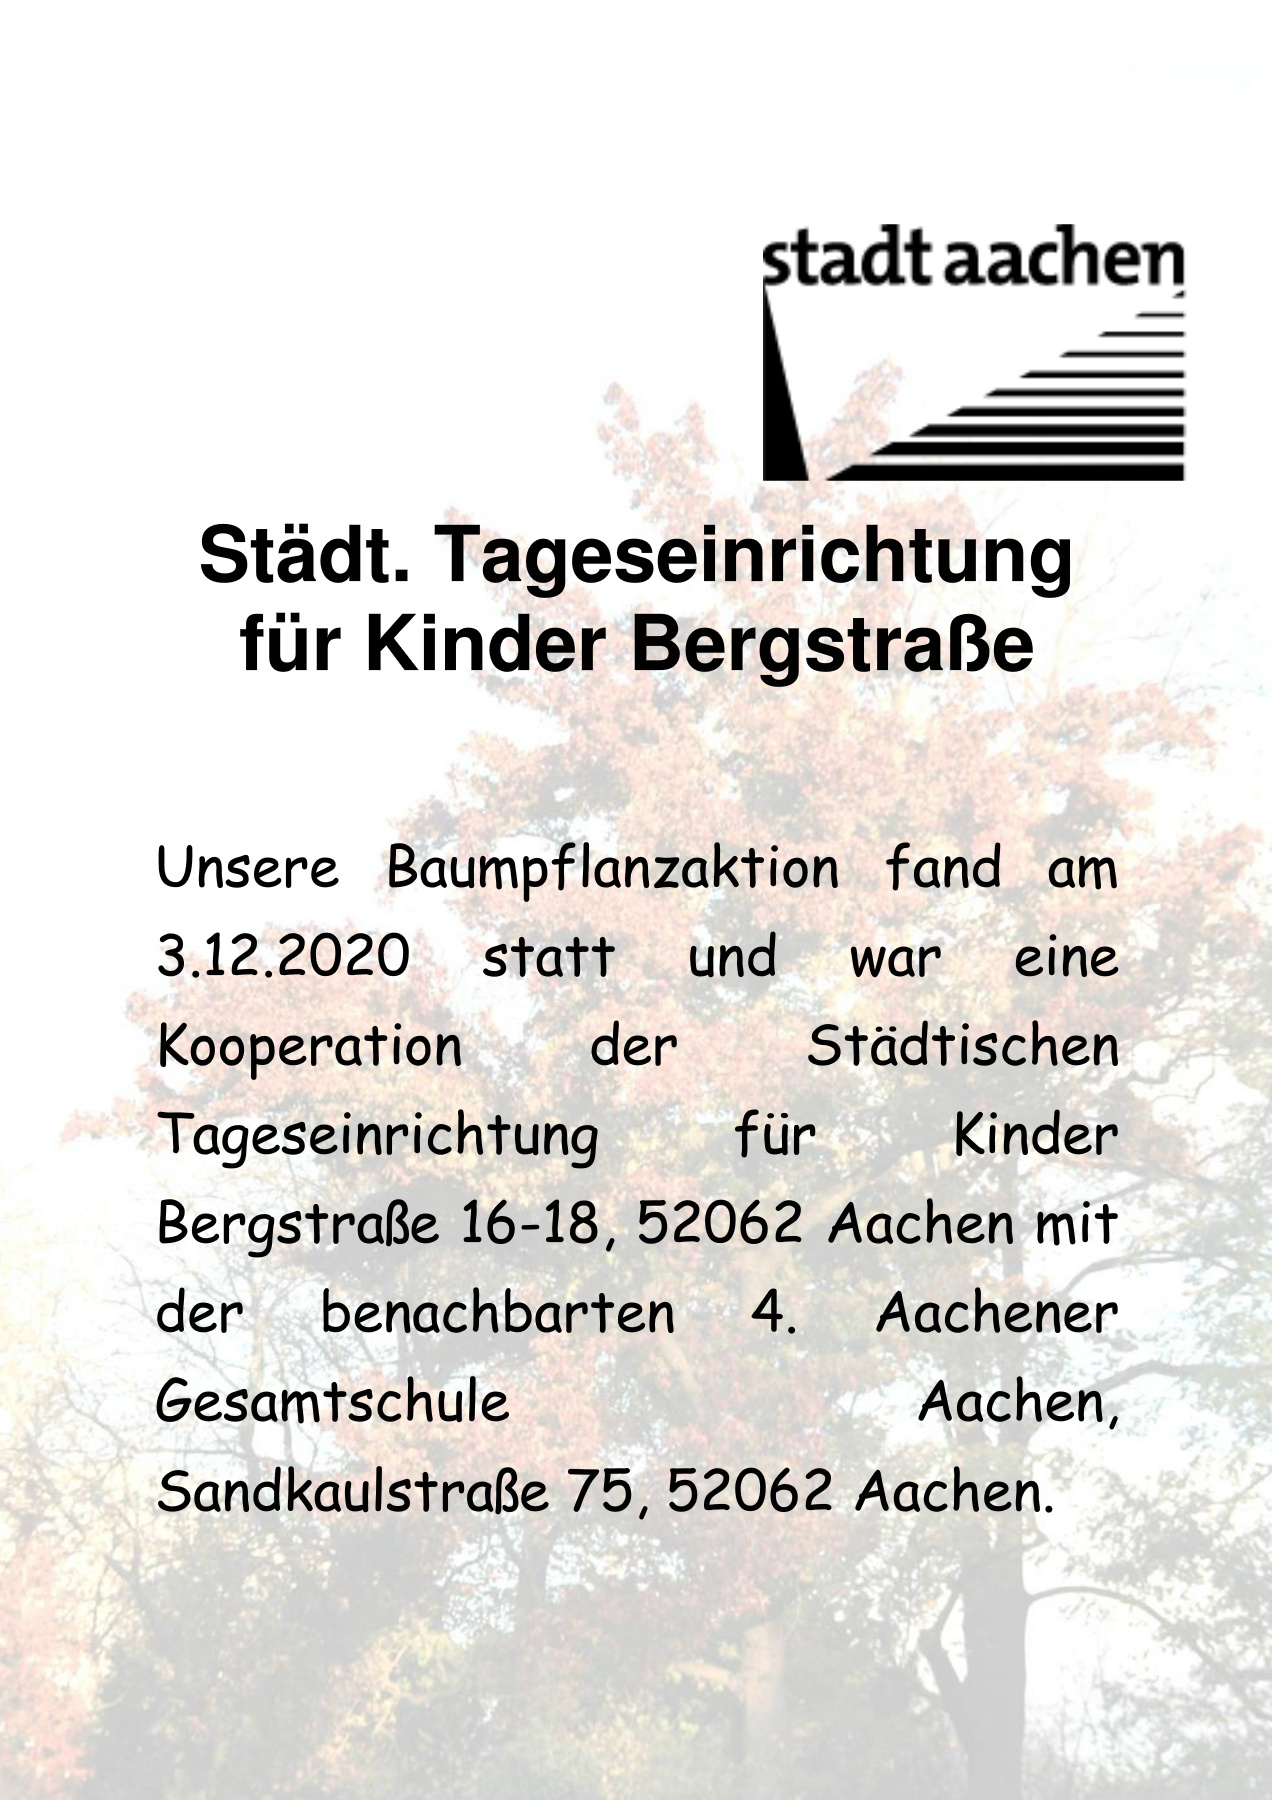 stadt aachen
Städt. Tageseinrichtung
für Kinder Bergstraße
Unsere Baumpflanzaktion fand am
3.12.2020 statt und war eine
Kooperation der Städtischen
Tageseinrichtung für Kinder
Bergstraße 16-18, 52062 Aachen mit
der benachbarten 4. Aachener
Gesamtschule Aachen,
Sandkaulstraße 75, 52062 Aachen.